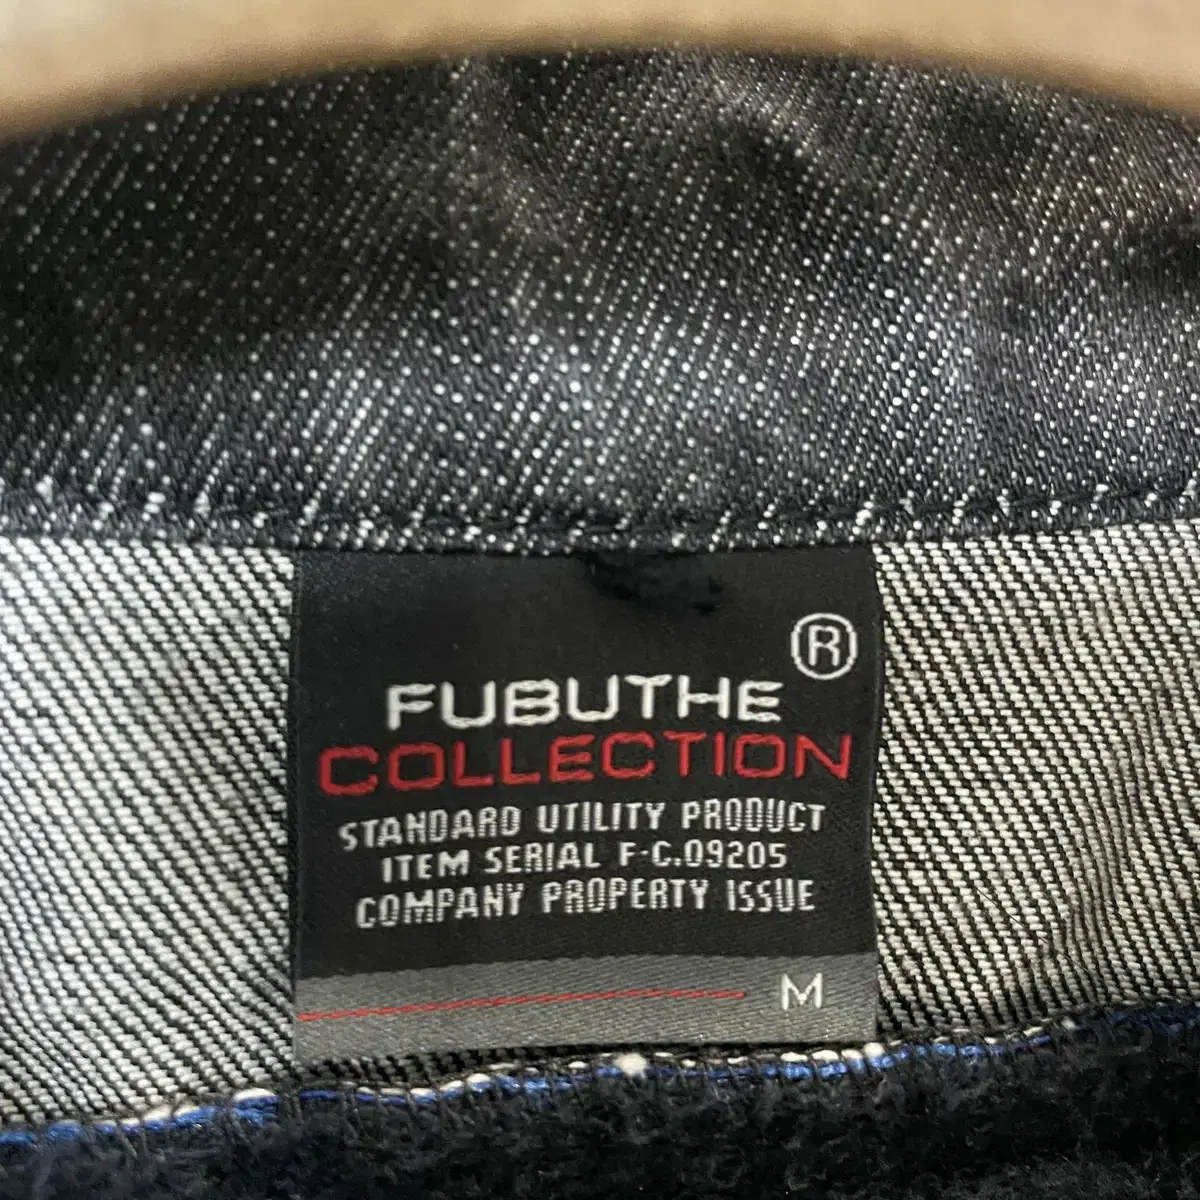 ®
FUBUTHE
COLLECTION
STANDARD UTILITY PRODUCT
ITEM SERIAL F-C.09205
COMPANY PROPERTY ISSUE
M